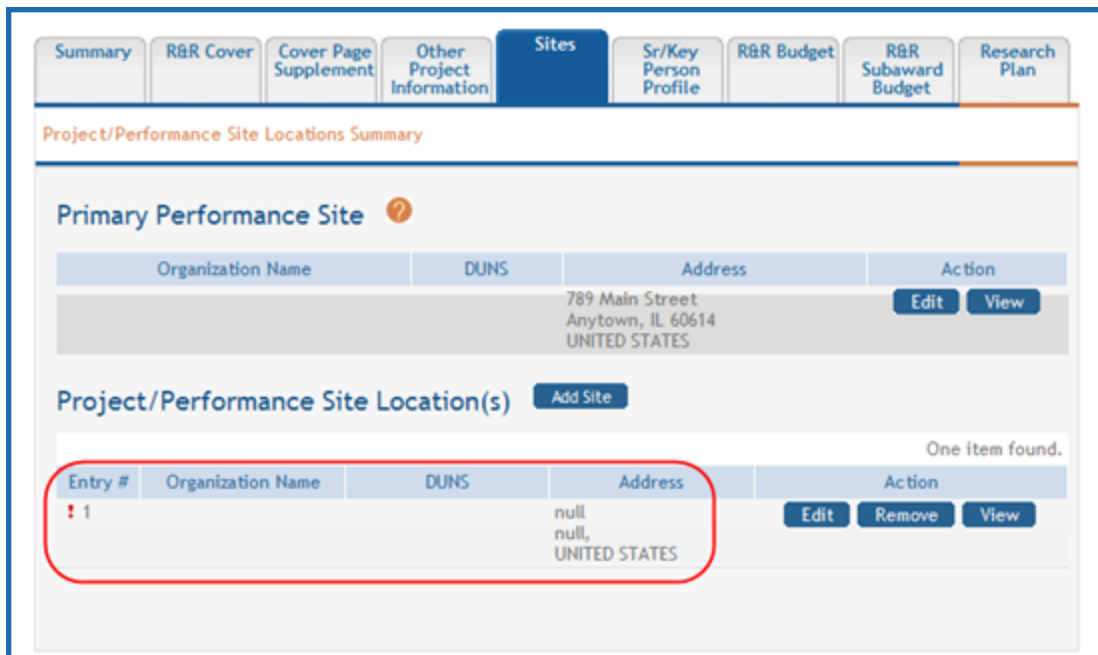 Summary
R&R Cover
Cover Page
Supplement
Other
Project
Information
Sites
Sr/Key
Person
Profile
R&R Budget
R&R
Subaward
Budget
Research
Plan
Project/Performance Site Locations Summary
Primary Performance Site ?
Organization Name DUNS Address Action
789 Main Street Edit View
Anytown, IL 60614
UNITED STATES
Project/Performance Site Location(s) Add Site
One item found.
Entry # Organization Name DUNS Address Action
! 1 null Edit Remove View
null,
UNITED STATES